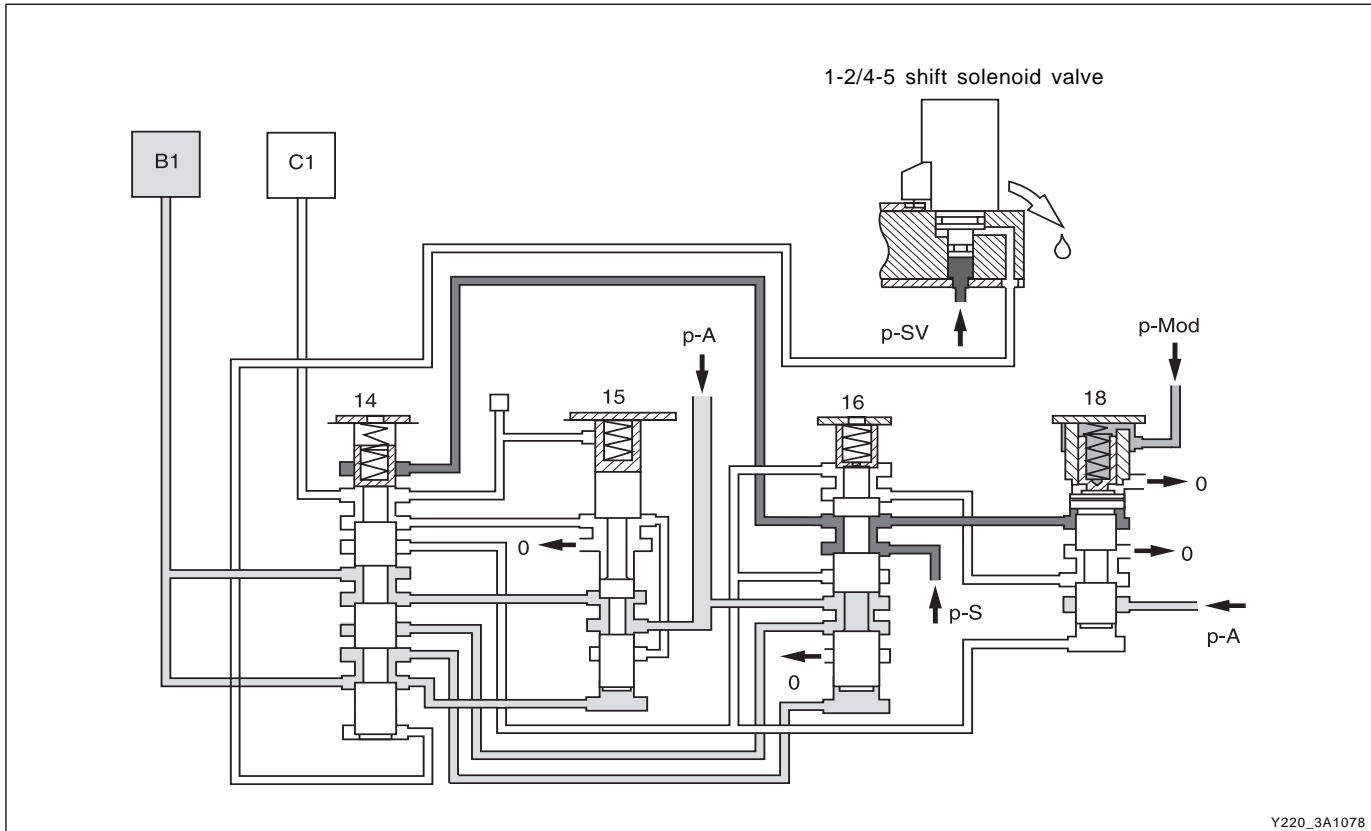 1-2/4-5 shift solenoid valve
B1
C1
p-SV
p-Mod
p-A
14
15
16
18
0
0
0
p-S
p-A
0
Y220_3A1078